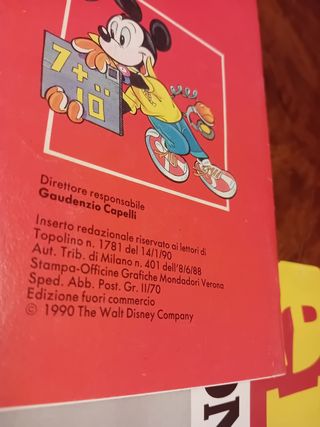 7+..
10
Direttore responsabile
Gaudenzio Capelli
Inserto redazionale riservato ai lettori di
Topolino n. 1781 del 14/1/90
Aut. Trib. di Milano n. 401 dell'8/6/88
Stampa-Officine Grafiche Mondadori Verona
Sped. Abb. Post. Gr. II/70
Edizione fuori commercio
© 1990 The Walt Disney Company
ON